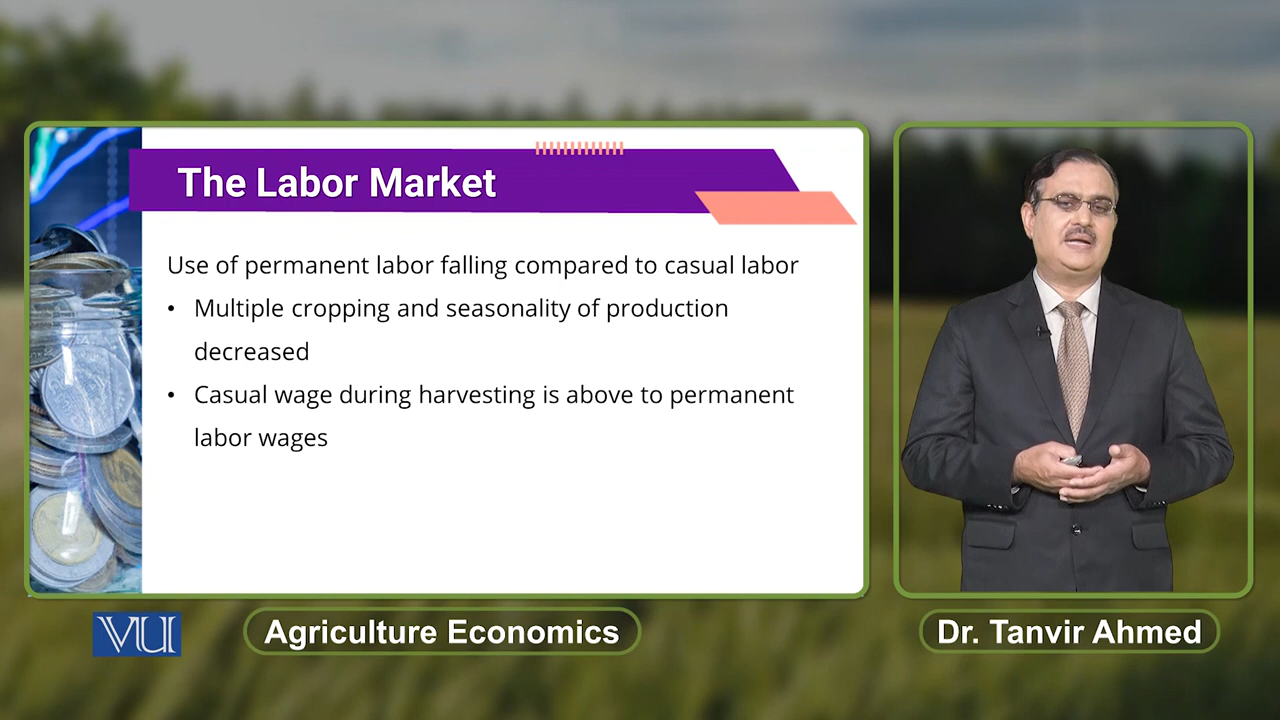 The Labor Market
Use of permanent labor falling compared to casual labor
• Multiple cropping and seasonality of production
decreased
• Casual wage during harvesting is above to permanent
labor wages
VU
Agriculture Economics
Dr. Tanvir Ahmed